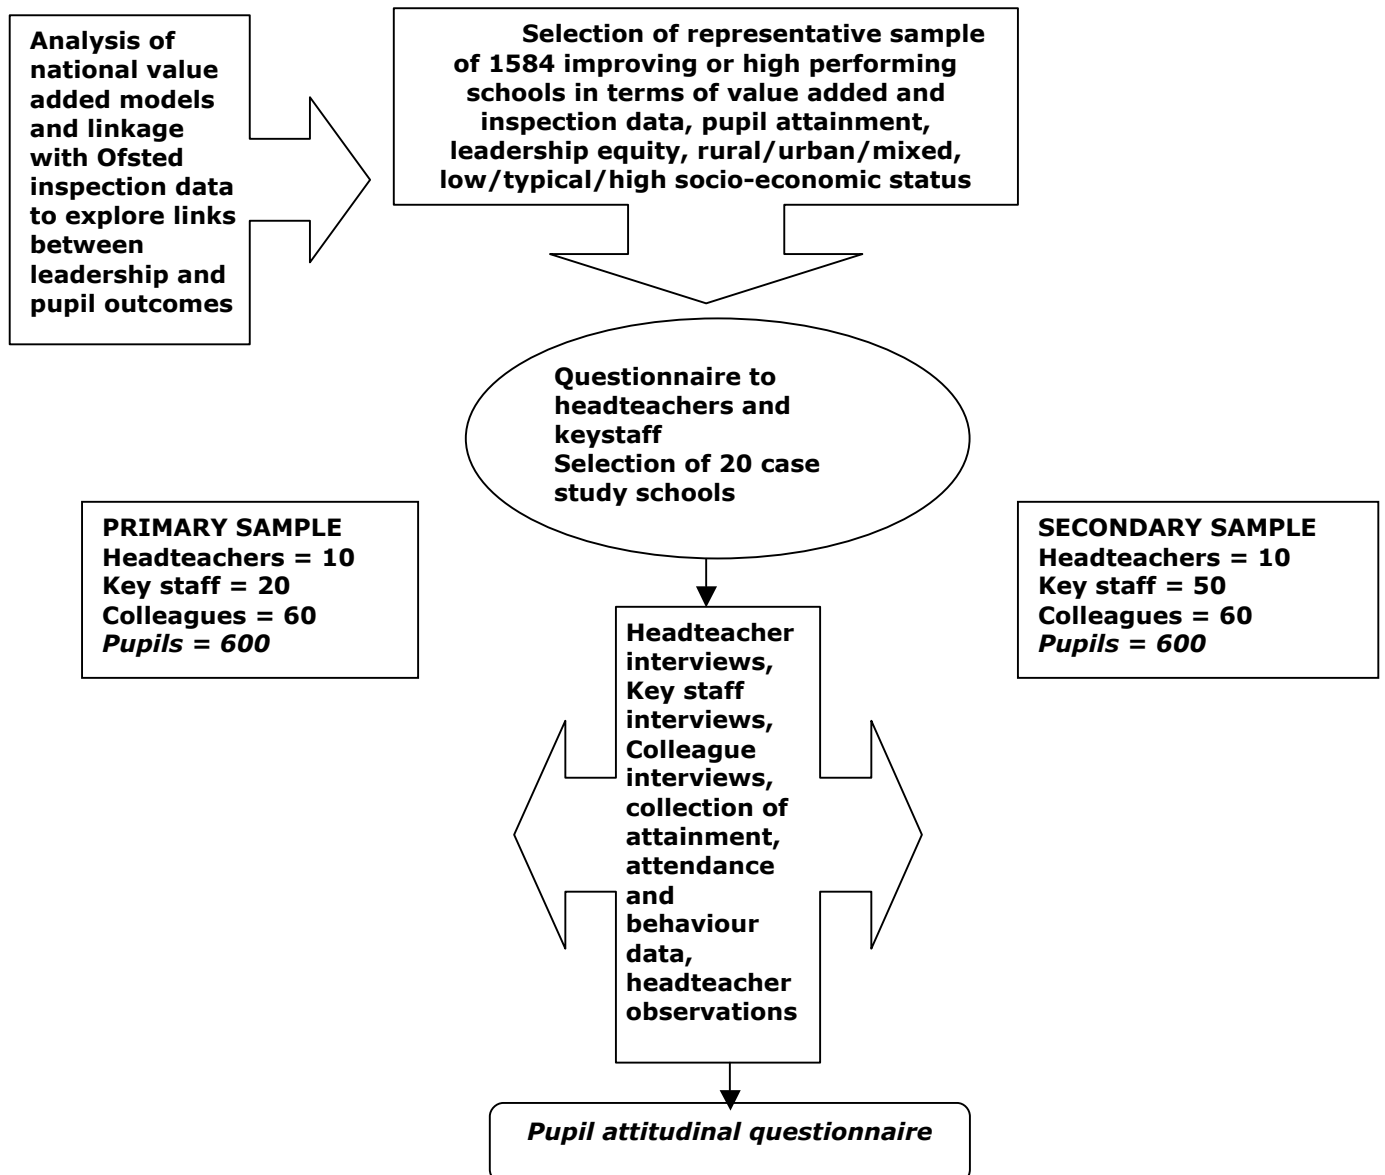 Analysis of
national value
added models
and linkage
with Ofsted
inspection data
to explore links
between
leadership and
pupil outcomes
Selection of representative sample
of 1584 improving or high performing
schools in terms of value added and
inspection data, pupil attainment,
leadership equity, rural/urban/mixed,
low/typical/high socio-economic status
Questionnaire to
headteachers and
keystaff
Selection of 20 case
study schools
PRIMARY SAMPLE
Headteachers = 10
Key staff = 20
Colleagues = 60
Pupils = 600
SECONDARY SAMPLE
Headteachers = 10
Key staff = 50
Colleagues = 60
Pupils = 600
Headteacher
interviews,
Key staff
interviews,
Colleague
interviews,
collection of
attainment,
attendance
and
behaviour
data,
headteacher
observations
Pupil attitudinal questionnaire